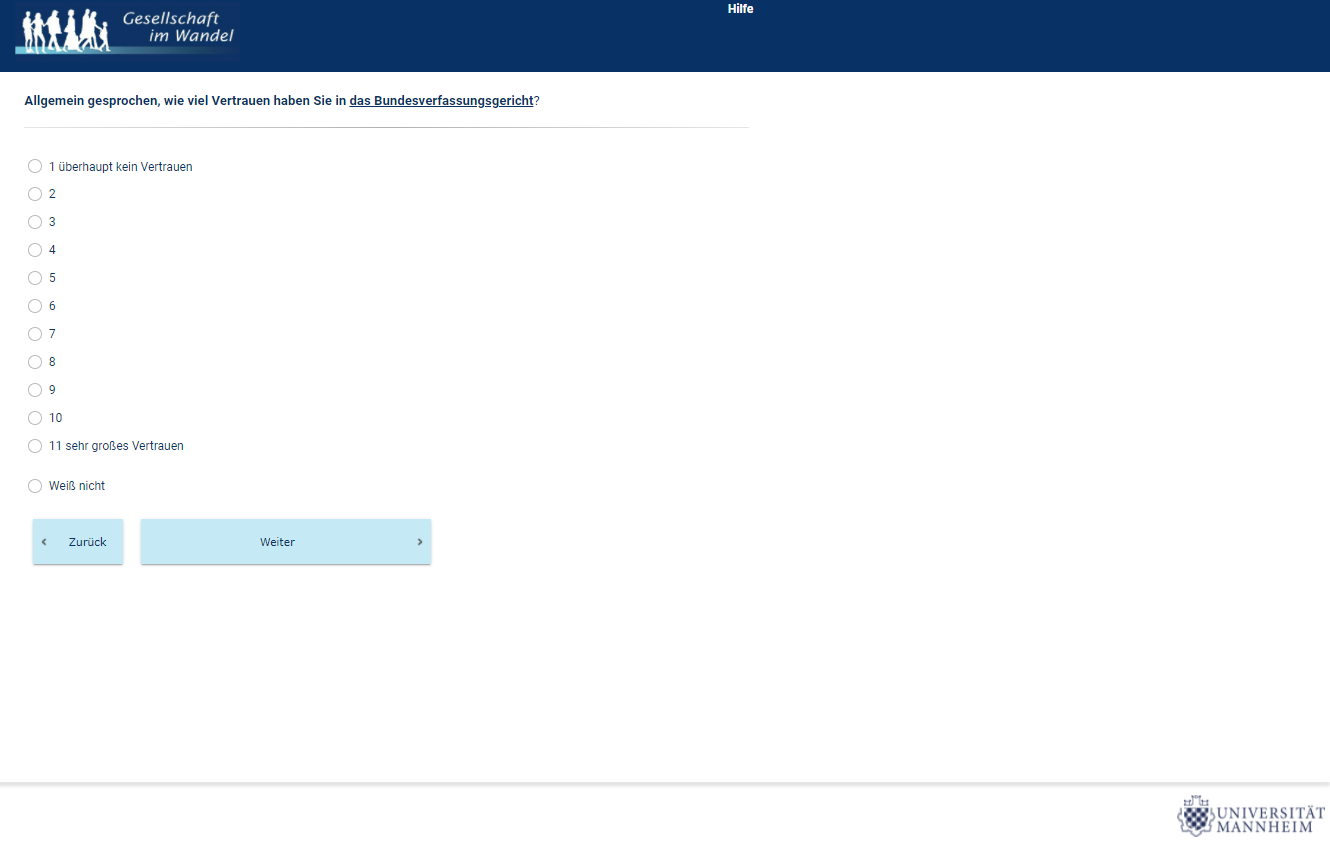 Gesellschaft
im Wandel
Hilfe
Allgemein gesprochen, wie viel Vertrauen haben Sie in das Bundesverfassungsgericht?
1 überhaupt kein Vertrauen
2
3
4
5
6
7
8
9
10
11 sehr großes Vertrauen
Weiß nicht
Zurück
Weiter
UNIVERSITÄT
MANNHEIM